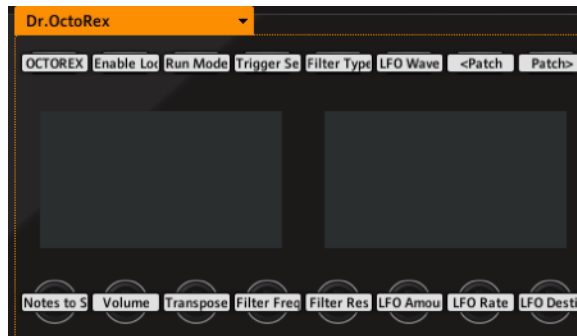 Dr.OctoRex
OCTOREX Enable Loc Run Mode Trigger Se Filter Type LFO Wave <Patch Patch>
Notes to S Volume Transpose Filter Freq Filter Res LFO Amou LFO Rate LFO Desti